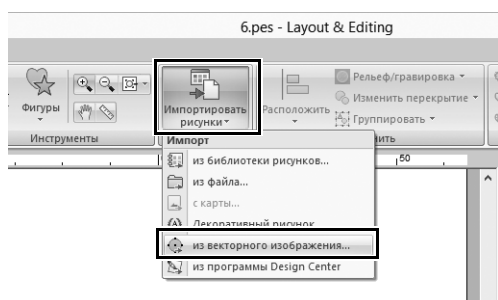 6.pes - Layout & Editing
Фигуры
Инструменты
Импортировать
рисунки
Расположить
Рельеф/гравировка
Изменить перекрытие
Группировать
Импорт
50
из библиотеки рисунков...
из файла...
с карты...
Декоративный рисунок
из векторного изображения...
из программы Design Center